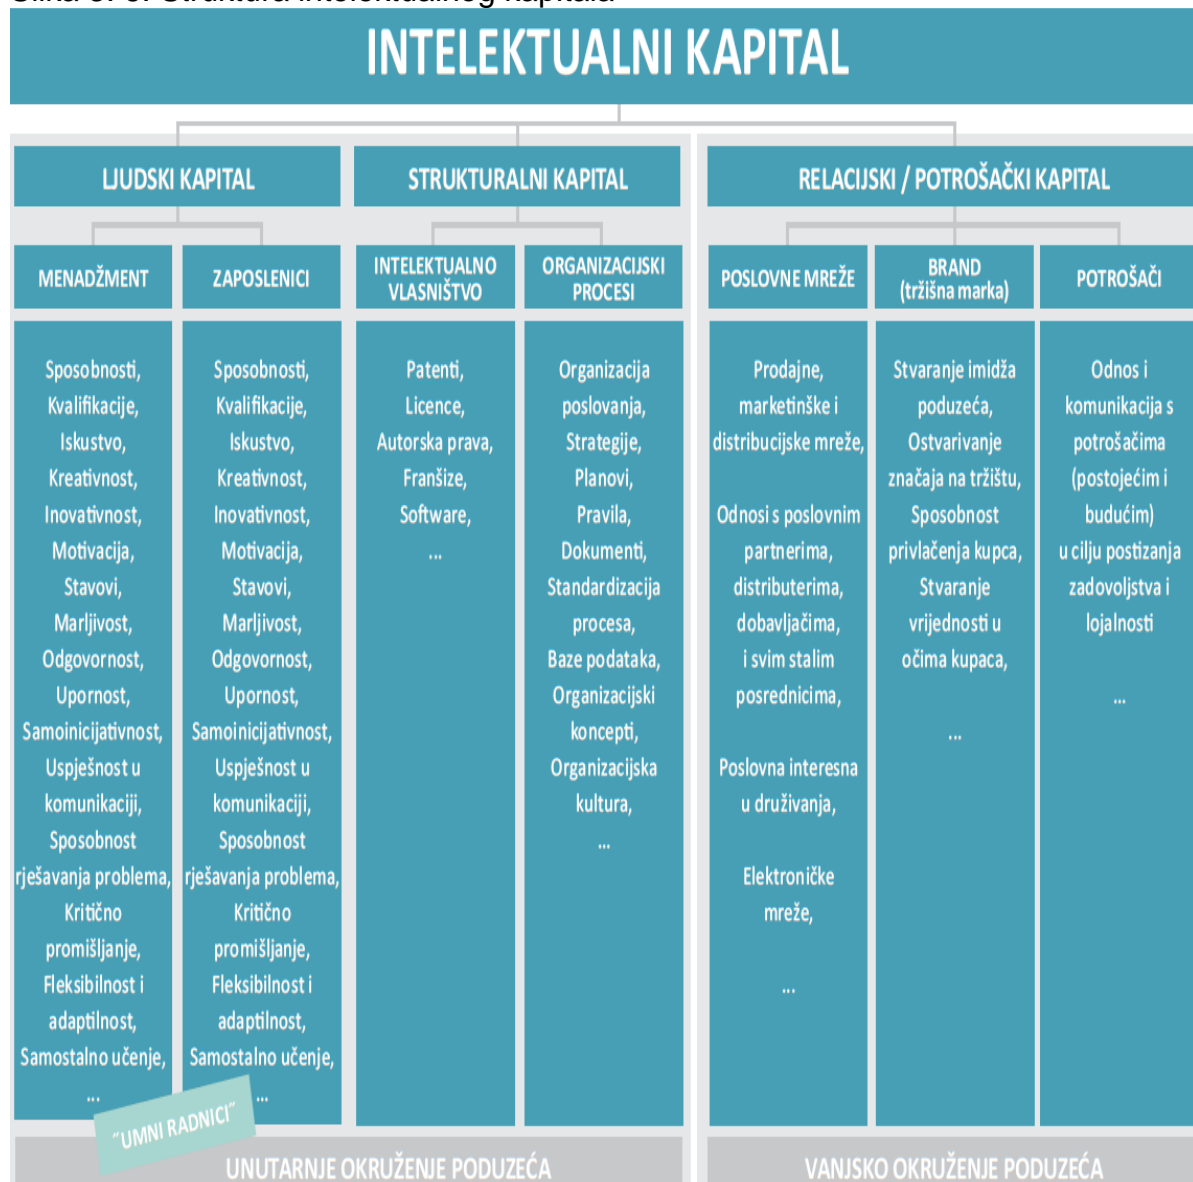 Slika 3. 3. Struktura intelektualnog kapitala
INTELEKTUALNI KAPITAL
LJUDSKI KAPITAL
MENADŽMENT
Sposobnosti,
Kvalifikacije,
Iskustvo,
Kreativnost,
Inovativnost,
Motivacija,
Stavovi,
Marljivost,
Odgovornost,
Upornost,
Samoinicijativnost,
Uspješnost u
komunikaciji,
Sposobnost
rješavanja problema,
Kritično
promišljanje,
Fleksibilnost i
adaptilnost,
Samostalno učenje,
...
ZAPOSLENICI
Sposobnosti,
Kvalifikacije,
Iskustvo,
Kreativnost,
Inovativnost,
Motivacija,
Stavovi,
Marljivost,
Odgovornost,
Upornost,
Samoinicijativnost,
Uspješnost u
komunikaciji,
Sposobnost
rješavanja problema,
Kritično
promišljanje,
Fleksibilnost i
adaptilnost,
Samostalno učenje,
...
˝UMNI RADNICI˝
STRUKTURALNI KAPITAL
INTELEKTUALNO
VLASNIŠTVO
Patenti,
Licence,
Autorska prava,
Franšize,
Software,
...
ORGANIZACIJSKI
PROCESI
Organizacija
poslovanja,
Strategije,
Planovi,
Pravila,
Dokumenti,
Standardizacija
procesa,
Baze podataka,
Organizacijski
koncepti,
Organizacijska
kultura,
...
UNUTARNJE OKRUŽENJE PODUZEĆA
RELACIJSKI / POTROŠAČKI KAPITAL
POSLOVNE MREŽE
Prodajne,
marketinške i
distribucijske mreže,
Odnosi s poslovnim
partnerima,
distributerima,
dobavljačima,
i svim stalim
posrednicima,
Poslovna interesna
u druživanja,
Elektroničke
mreže,
...
BRAND
(tržišna marka)
Stvaranje imidža
poduzeća,
Ostvarivanje
značaja na tržištu,
Sposobnost
privlačenja kupca,
Stvaranje
vrijednosti u
očima kupaca,
...
POTROŠAČI
Odnos i
komunikacija s
potrošačima
(postojećim i
budućim)
u cilju postizanja
zadovoljstva i
lojalnosti
...
VANJSKO OKRUŽENJE PODUZEĆA